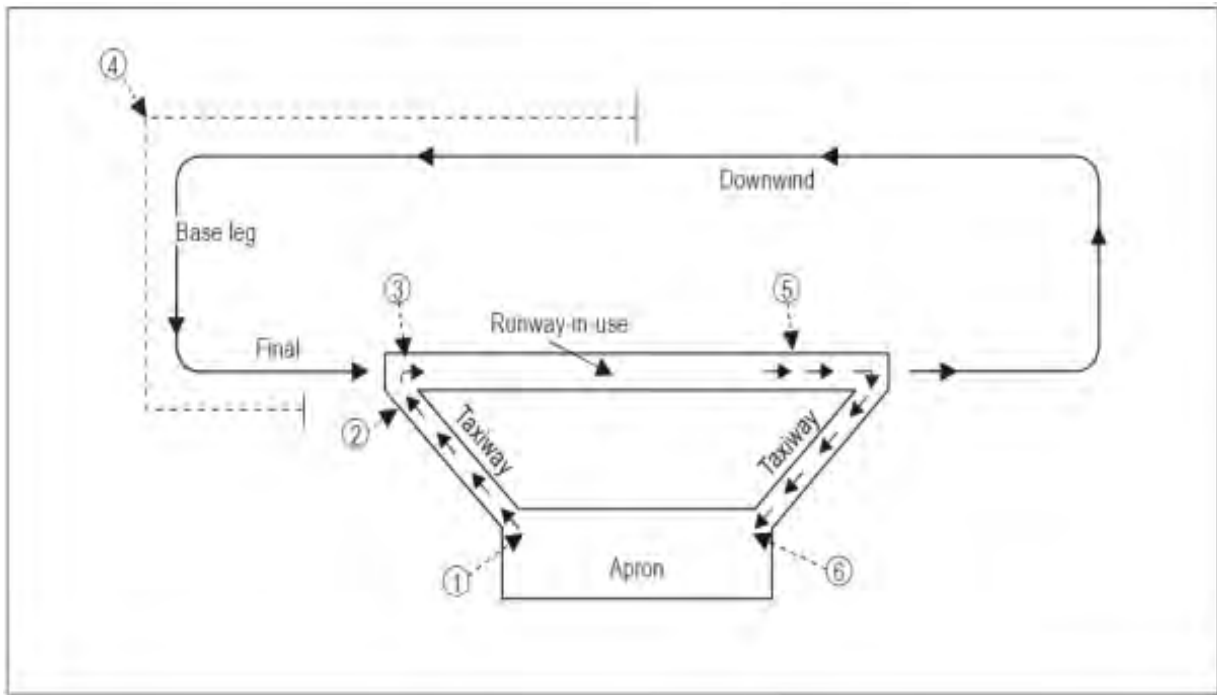 ④
Downwind
Base leg
③
⑤
Runway-in-use
Final
②
Taxiway
Taxiway
①
Apron
⑥